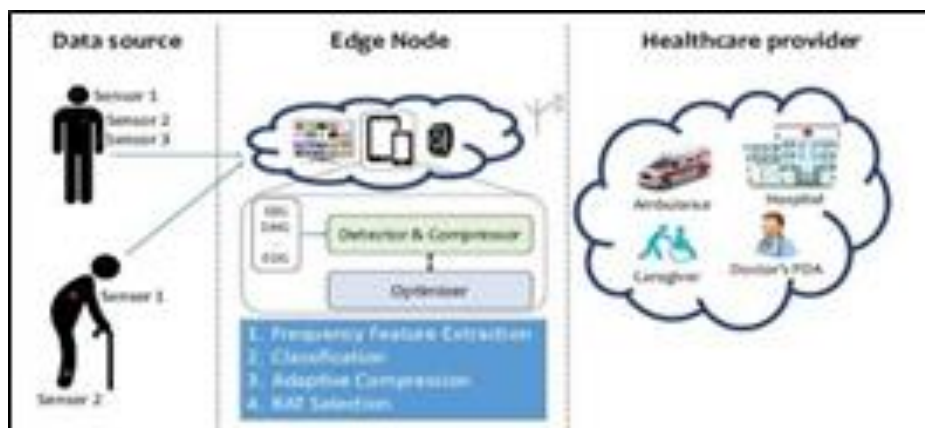 Data source
Edge Node
Healthcare provider
Sensor 1
Sensor 2
Sensor 3
Sensor 1
Sensor 2
Detector & Compressor
Optimizer
1. Frequency Feature Extraction
2. Classification
3. Adaptive Compression
4. RAT Selection
Ambulance
Hospital
Caregiver
Doctor's PDA